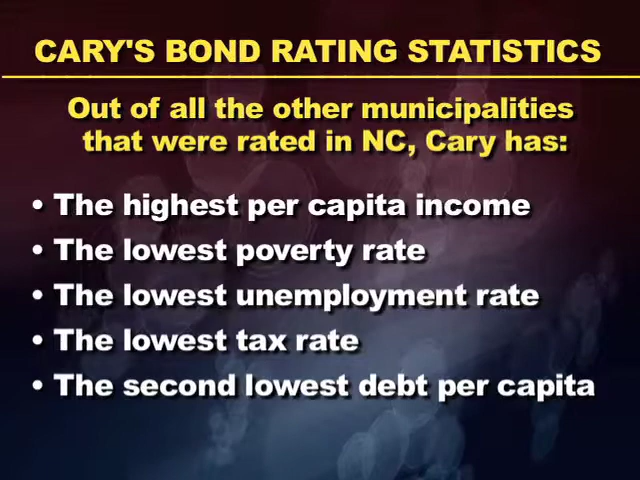 CARY'S BOND RATING STATISTICS
Out of all the other municipalities
that were rated in NC, Cary has:
• The highest per capita income
• The lowest poverty rate
• The lowest unemployment rate
• The lowest tax rate
• The second lowest debt per capita